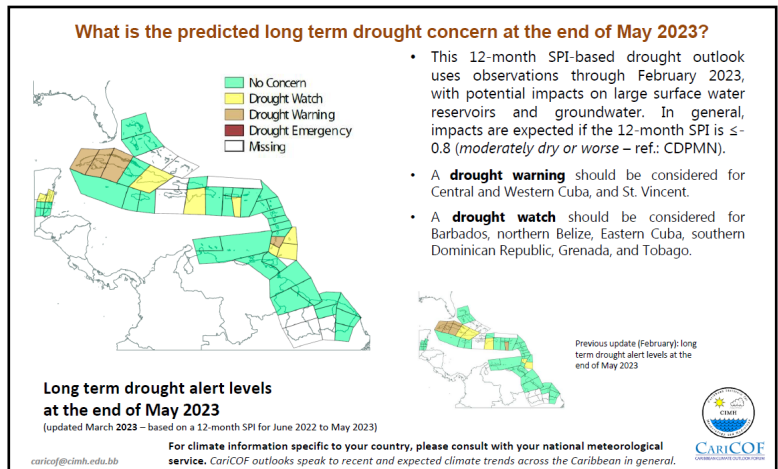 What is the predicted long term drought concern at the end of May 2023?
No Concern
Drought Watch
Drought Warning
Drought Emergency
Missing
• This 12-month SPI-based drought outlook
uses observations through February 2023,
with potential impacts on large surface water
reservoirs and groundwater. In general,
impacts are expected if the 12-month SPI is ≤-
0.8 (moderately dry or worse – ref.: CDPMN).
• A drought warning should be considered for
Central and Western Cuba, and St. Vincent.
• A drought watch should be considered for
Barbados, northern Belize, Eastern Cuba, southern
Dominican Republic, Grenada, and Tobago.
Previous update (February): long
term drought alert levels at the
end of May 2023
Long term drought alert levels
at the end of May 2023
(updated March 2023 – based on a 12-month SPI for June 2022 to May 2023)
CIMH
CARICOF
CARIBBEAN CLIMATE OUTLOOK FORUM
For climate information specific to your country, please consult with your national meteorological
caricof@cimh.edu.bb service. CariCOF outlooks speak to recent and expected climate trends across the Caribbean in general.